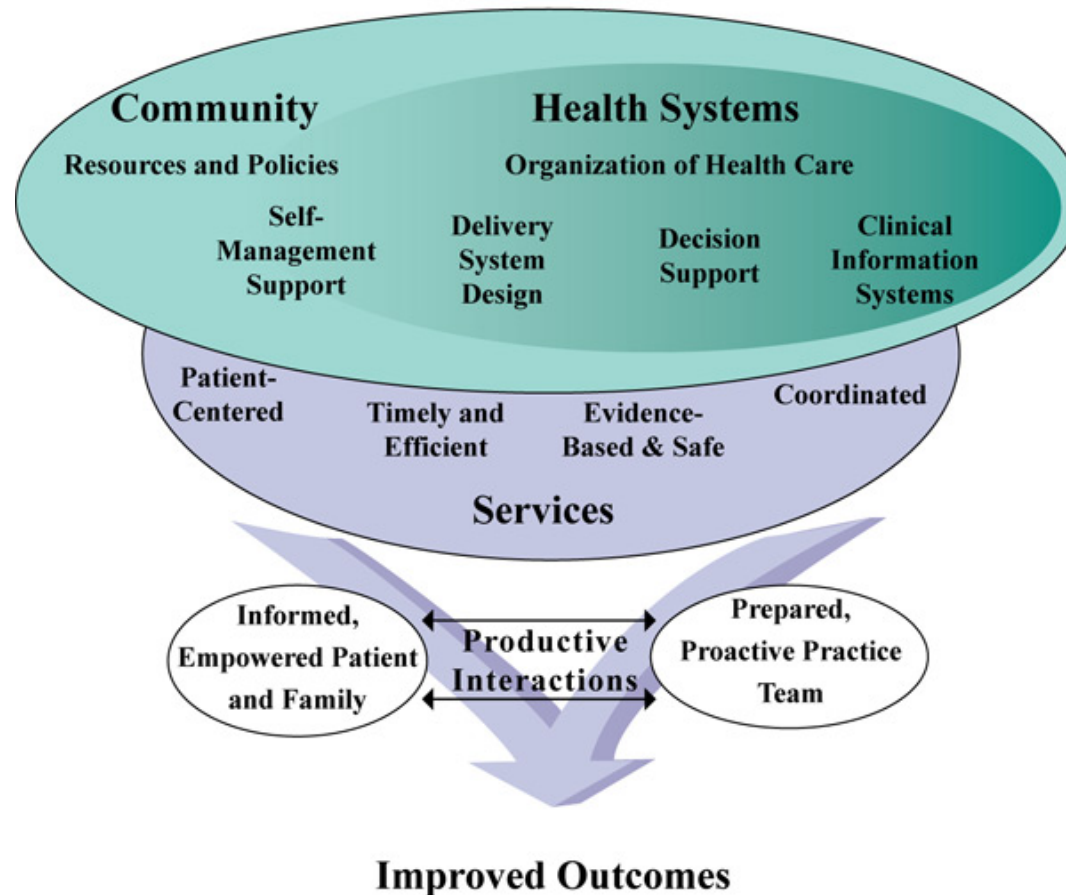 Community
Health Systems
Resources and Policies
Organization of Health Care
Self-
Management
Support
Delivery
System
Design
Decision
Support
Clinical
Information
Systems
Patient-
Centered
Timely and
Efficient
Evidence-
Based & Safe
Coordinated
Services
Informed,
Empowered Patient
and Family
Productive
Interactions
Prepared,
Proactive Practice
Team
Improved Outcomes